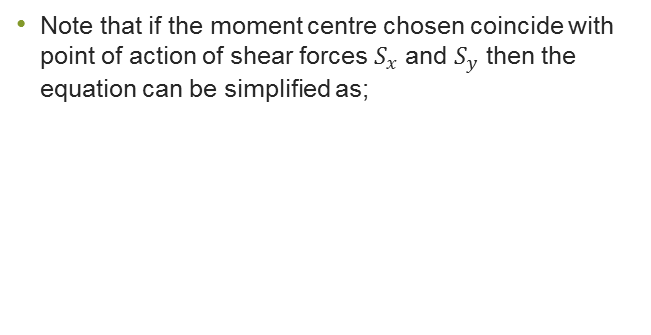 • Note that if the moment centre chosen coincide with
point of action of shear forces Sₓ and S_y then the
equation can be simplified as;